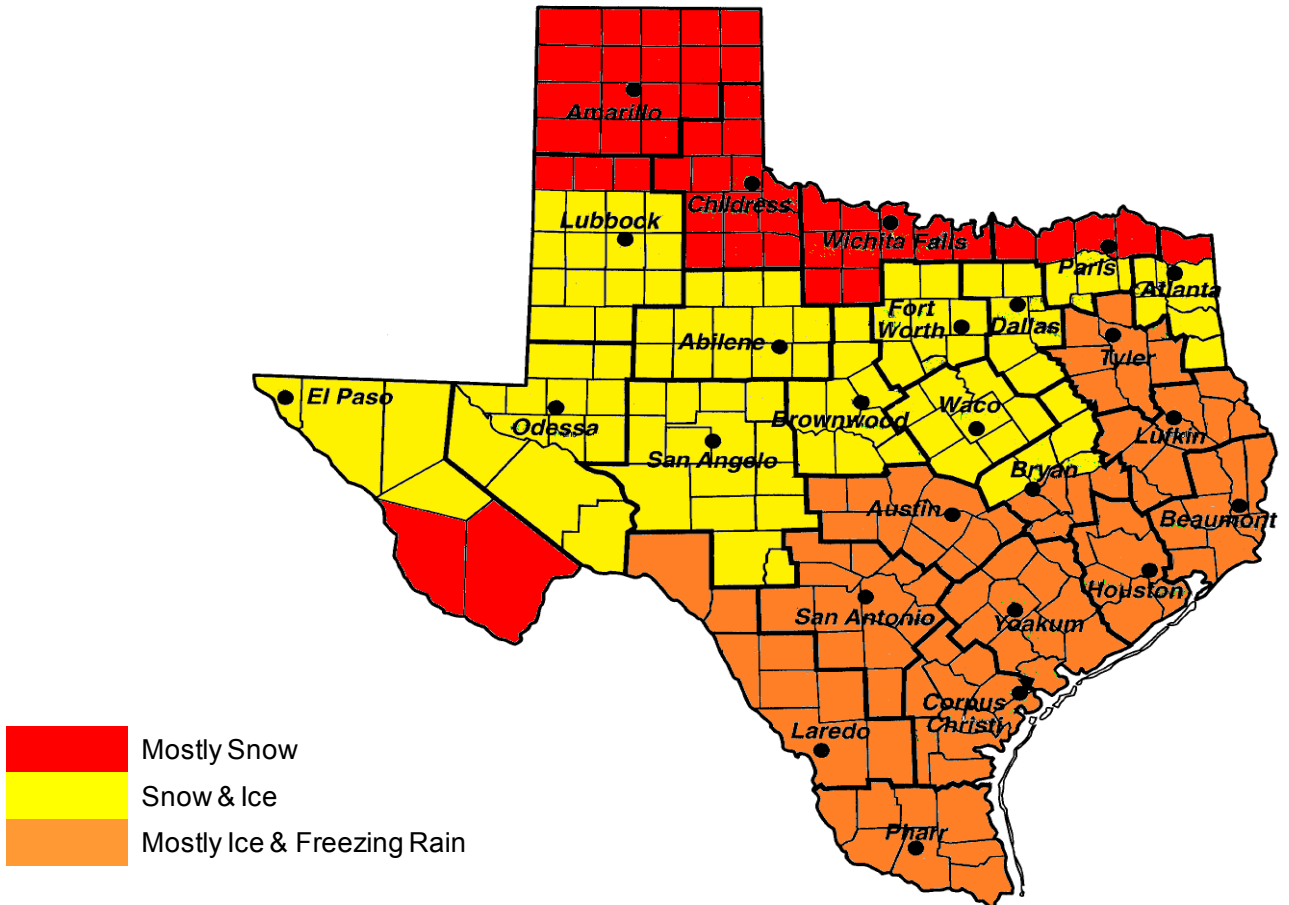 Amarillo
Childress
Lubbock
Wichita Falls
Paris
Atlanta
Fort
Worth
Dallas
Abilene
Tyler
El Paso
Odessa
Brownwood
Waco
Lufkin
San Angelo
Bryan
Austin
Beaumont
Houston
San Antonio
Yoakum
Corpus
Christi
Laredo
Pharr
Mostly Snow
Snow & Ice
Mostly Ice & Freezing Rain